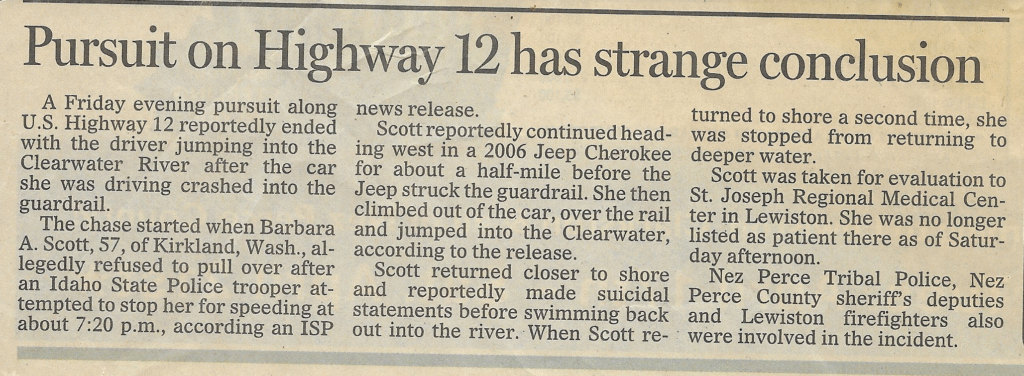 Pursuit on Highway 12 has strange conclusion
A Friday evening pursuit along
U.S. Highway 12 reportedly ended
with the driver jumping into the
Clearwater River after the car
she was driving crashed into the
guardrail.
The chase started when Barbara
A. Scott, 57, of Kirkland, Wash., al-
legedly refused to pull over after
an Idaho State Police trooper at-
tempted to stop her for speeding at
about 7:20 p.m., according an ISP
news release.
Scott reportedly continued head-
ing west in a 2006 Jeep Cherokee
for about a half-mile before the
Jeep struck the guardrail. She then
climbed out of the car, over the rail
and jumped into the Clearwater,
according to the release.
Scott returned closer to shore
and reportedly made suicidal
statements before swimming back
out into the river. When Scott re-
turned to shore a second time, she
was stopped from returning to
deeper water.
Scott was taken for evaluation to
St. Joseph Regional Medical Cen-
ter in Lewiston. She was no longer
listed as patient there as of Satur-
day afternoon.
Nez Perce Tribal Police, Nez
Perce County sheriff's deputies
and Lewiston firefighters also
were involved in the incident.